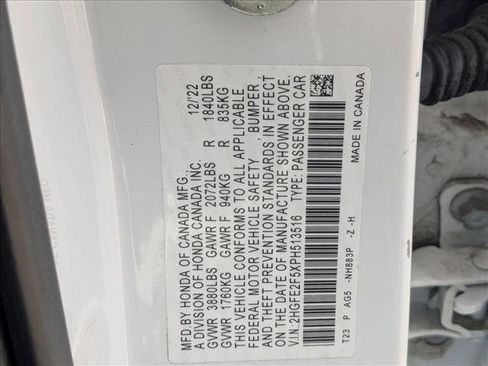 MFD. BY HONDA OF CANADA MFG., 12/'22
A DIVISION OF HONDA CANADA INC.
GVWR 3880LBS GAWR F 2072LBS R 1840LBS
GVWR 1760KG GAWR F 940KG R 835KG
THIS VEHICLE CONFORMS TO ALL APPLICABLE
FEDERAL MOTOR VEHICLE SAFETY BUMPER
AND THEFT PREVENTION STANDARDS IN EFFECT
ON THE DATE OF MANUFACTURE SHOWN ABOVE.
V.I.N: 2HGFE2F5XPH513516 TYPE: PASSENGER CAR
T23 P AG5 -NH883P -Z -H MADE IN CANADA